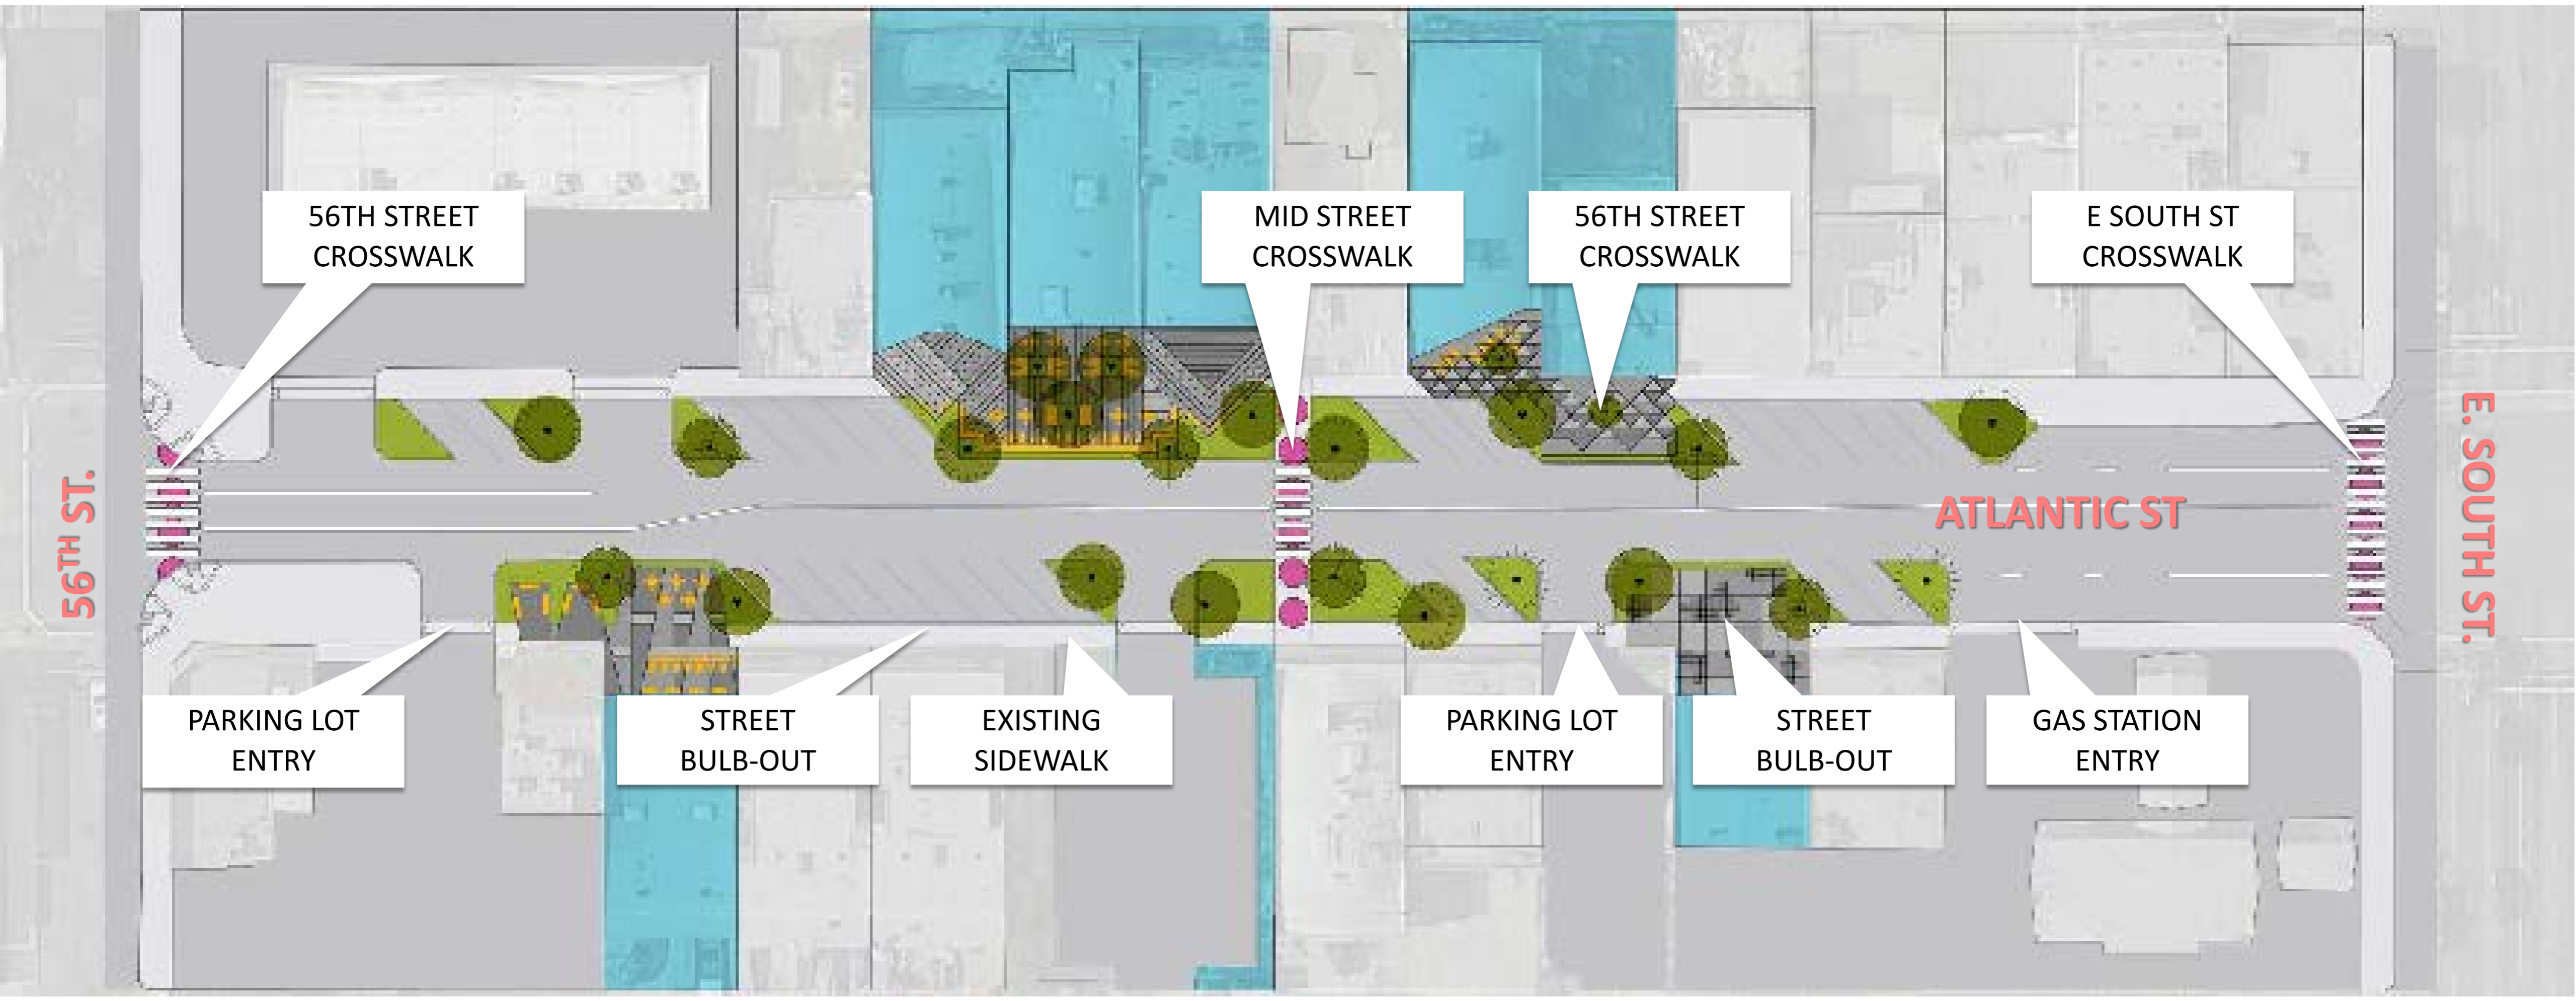 56TH STREET
CROSSWALK
MID STREET
CROSSWALK
56TH STREET
CROSSWALK
E SOUTH ST
CROSSWALK
56TH ST.
ATLANTIC ST
E. SOUTH ST.
PARKING LOT
ENTRY
STREET
BULB-OUT
EXISTING
SIDEWALK
PARKING LOT
ENTRY
STREET
BULB-OUT
GAS STATION
ENTRY